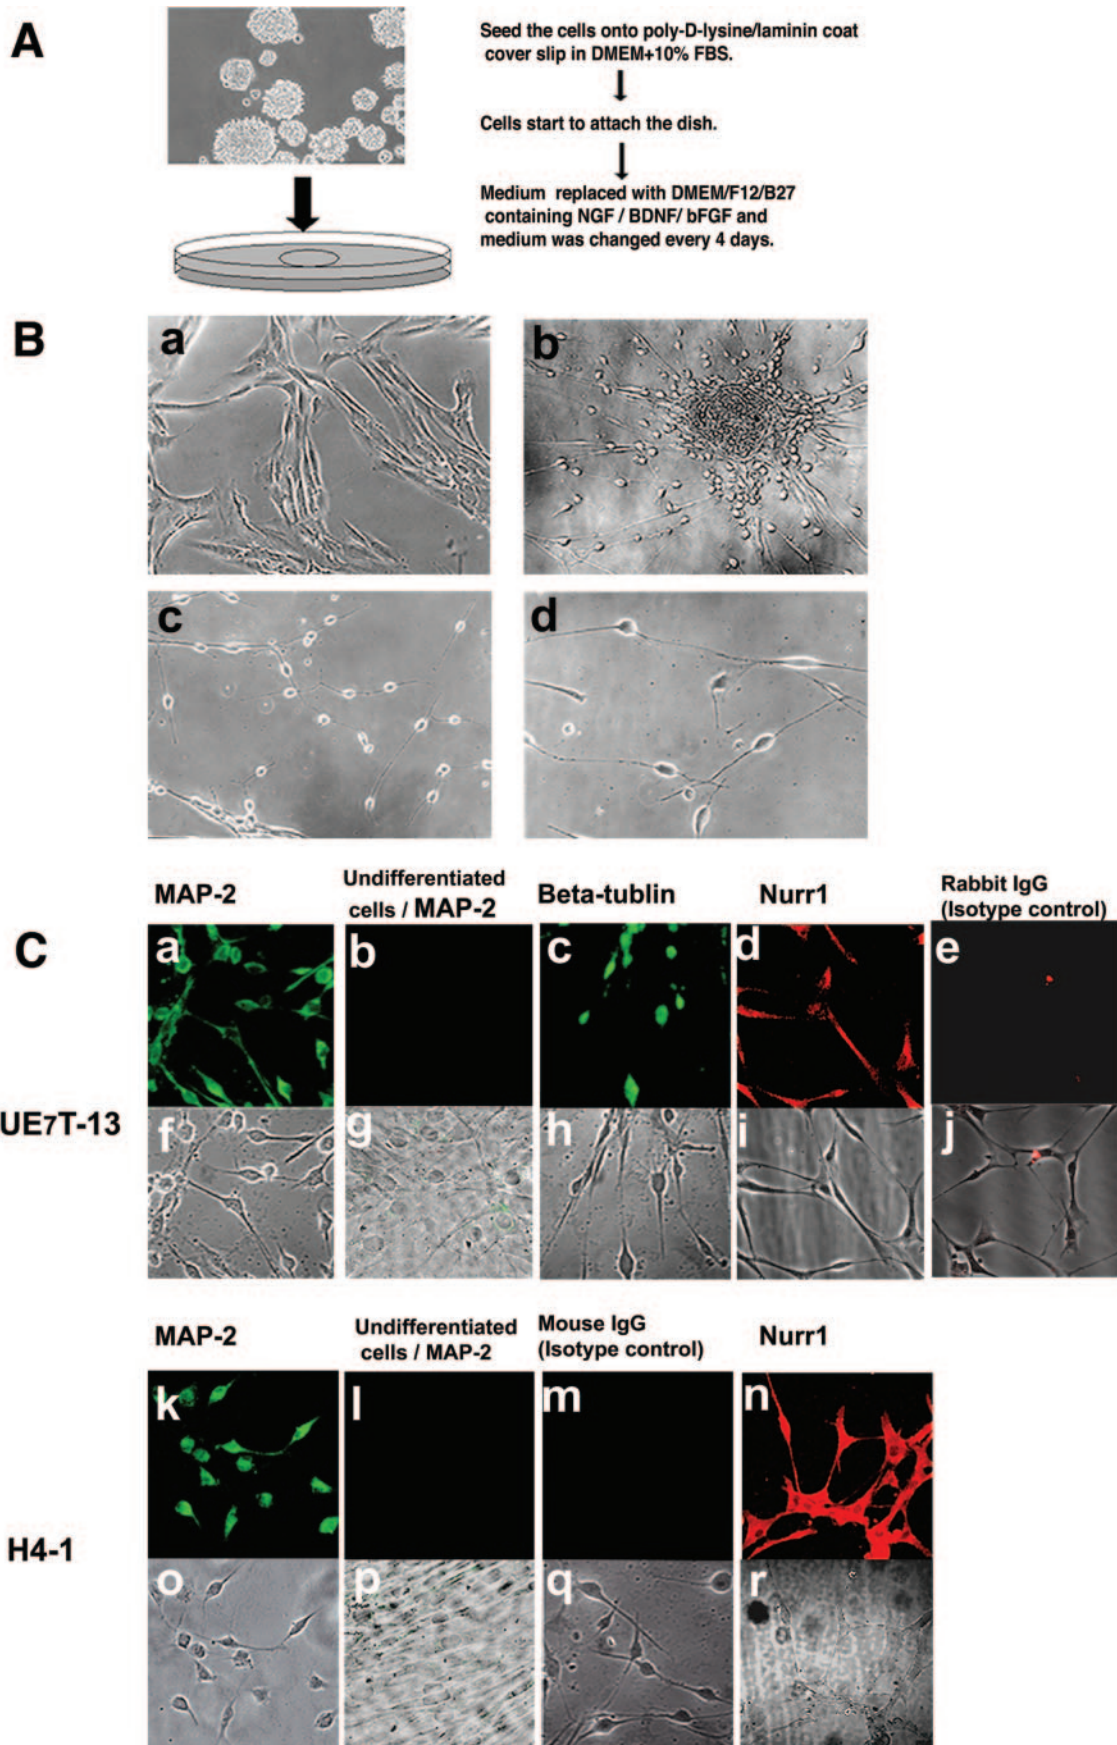 A
Seed the cells onto poly-D-lysine/laminin coat
cover slip in DMEM+10% FBS.
Cells start to attach the dish.
Medium replaced with DMEM/F12/B27
containing NGF / BDNF/ bFGF and
medium was changed every 4 days.
B
a
b
c
d
C
MAP-2
Undifferentiated
cells / MAP-2
Beta-tublin
Nurr1
Rabbit IgG
(Isotype control)
a
b
c
d
e
UE7T-13
f
g
h
i
j
MAP-2
Undifferentiated
cells / MAP-2
Mouse IgG
(Isotype control)
Nurr1
k
l
m
n
H4-1
o
p
q
r